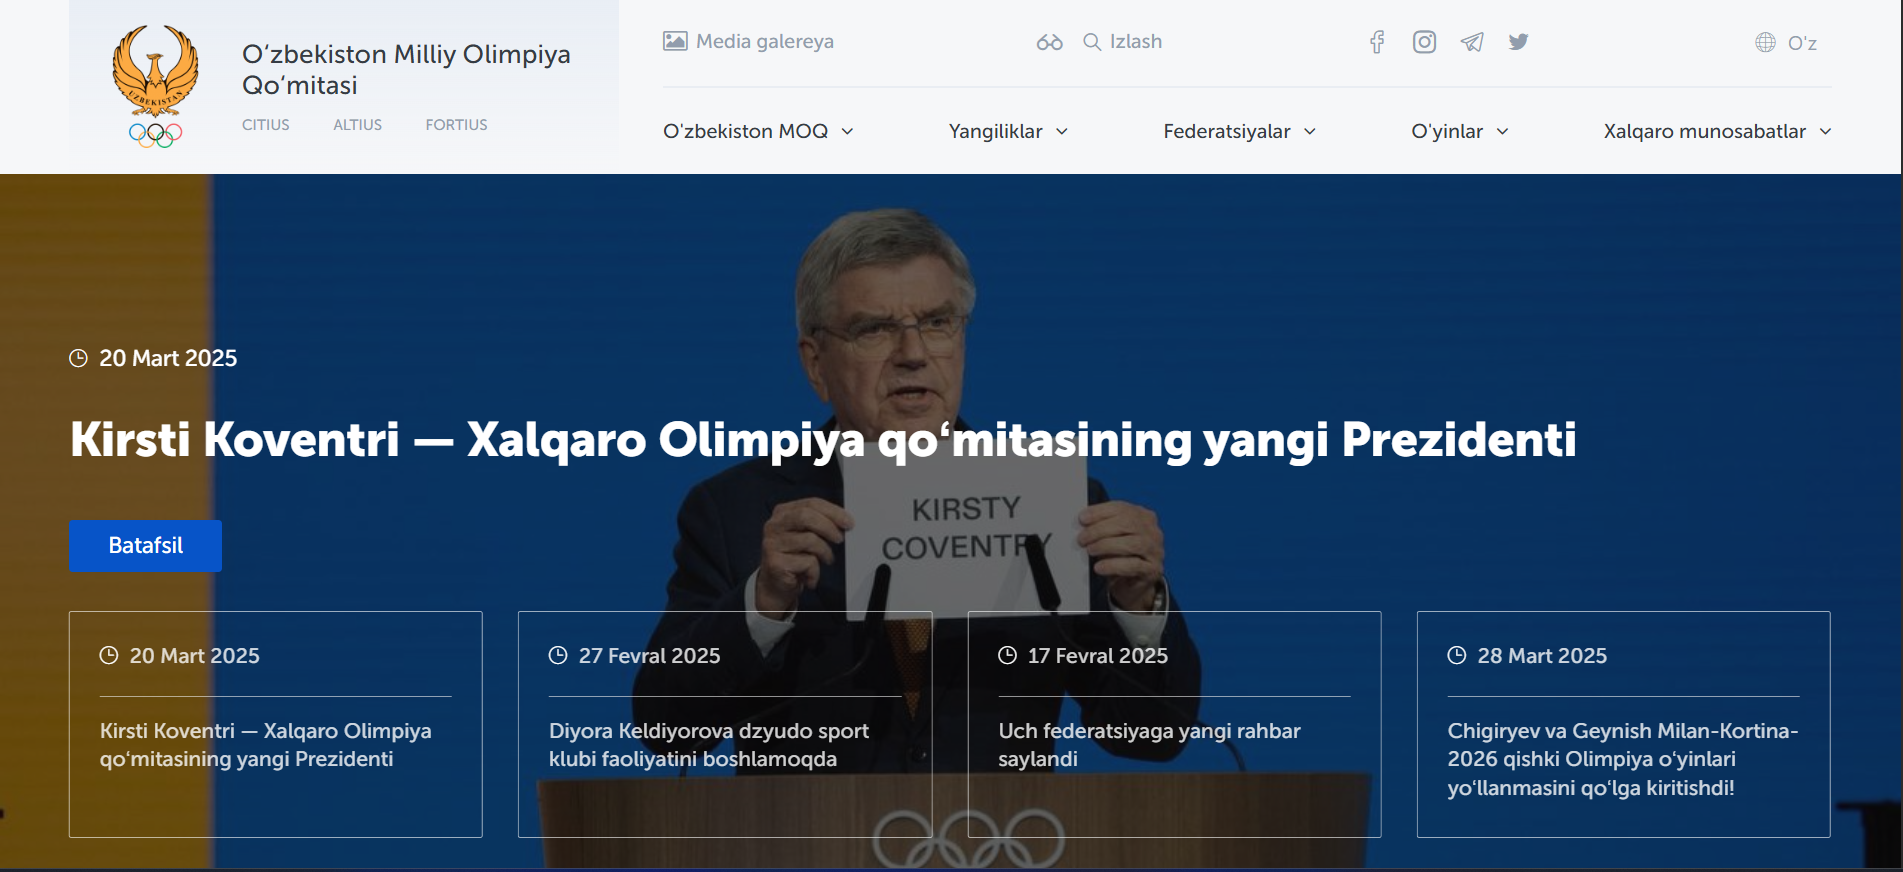 UZBEKISTAN
O‘zbekiston Milliy Olimpiya
Qo‘mitasi
CITIUS ALTIUS FORTIUS
Media galereya
Izlash
O'z
O'zbekiston MOQ
Yangiliklar
Federatsiyalar
O'yinlar
Xalqaro munosabatlar
20 Mart 2025
Kirsti Koventri — Xalqaro Olimpiya qo‘mitasining yangi Prezidenti
KIRSTY
COVENTRY
Batafsil
20 Mart 2025
Kirsti Koventri — Xalqaro Olimpiya
qo‘mitasining yangi Prezidenti
27 Fevral 2025
Diyora Keldiyorova dzyudo sport
klubi faoliyatini boshlamoqda
17 Fevral 2025
Uch federatsiyaga yangi rahbar
saylandi
28 Mart 2025
Chigiryev va Geynish Milan-Kortina-
2026 qishki Olimpiya o‘yinlari
yo‘llanmasini qo‘lga kiritishdi!